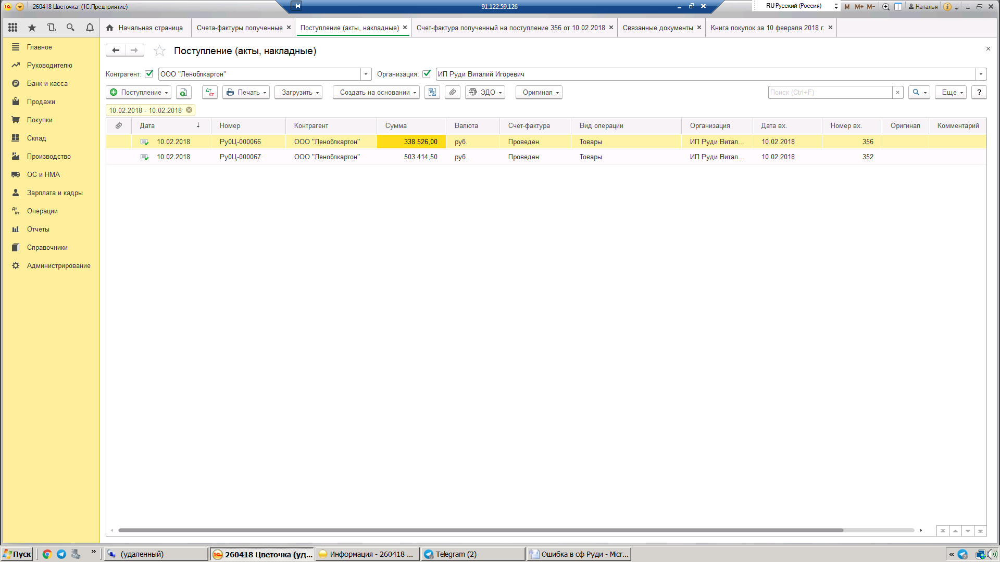 260418 Цветочка (1С:Предприятие)
91.122.59.126
RU Русский (Россия)
M M+ M-
Наталья
Начальная страница
Счета-фактуры полученные
Поступление (акты, накладные)
Счет-фактура полученный на поступление 356 от 10.02.2018
Связанные документы
Книга покупок за 10 февраля 2018 г.
Главное
Руководителю
Банк и касса
Продажи
Покупки
Склад
Производство
ОС и НМА
Зарплата и кадры
Операции
Отчеты
Справочники
Администрирование
Поступление (акты, накладные)
Контрагент: ООО "Леноблкартон" Организация: ИП Руди Виталий Игоревич
Поступление Дт Кт Печать Загрузить Создать на основании ЭДО Оригинал Поиск (Ctrl+F) Еще ?
10.02.2018 - 10.02.2018
Дата Номер Контрагент Сумма Валюта Счет-фактура Вид операции Организация Дата вх. Номер вх. Оригинал Комментарий
10.02.2018 Ру0Ц-000066 ООО "Леноблкартон" 338 526,00 руб. Проведен Товары ИП Руди Витал... 10.02.2018 356
10.02.2018 Ру0Ц-000067 ООО "Леноблкартон" 503 414,50 руб. Проведен Товары ИП Руди Витал... 10.02.2018 352
Пуск
(удаленный)
260418 Цветочка (уд...
Информация - 260418 ...
Telegram (2)
Ошибка в сф Руди - Micr...